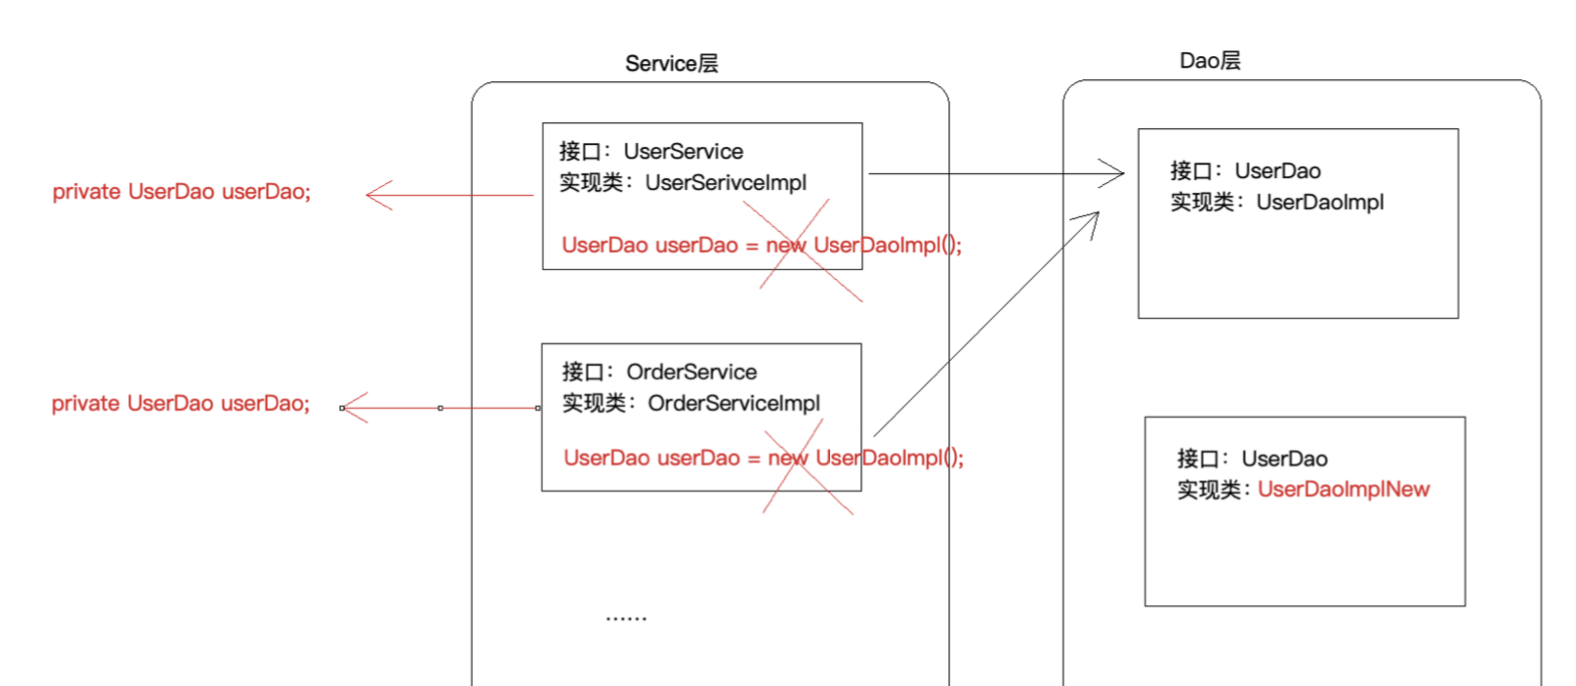 Service层
Dao层
接口：UserService
实现类：UserSerivceImpl
UserDao userDao = new UserDaoImpl();
private UserDao userDao;
接口：OrderService
实现类：OrderServiceImpl
UserDao userDao = new UserDaoImpl();
private UserDao userDao;
......
接口：UserDao
实现类：UserDaoImpl
接口：UserDao
实现类：UserDaoImplNew